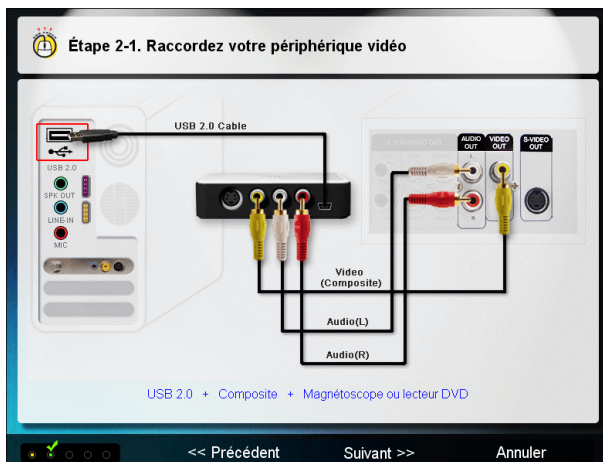 Étape 2-1. Raccordez votre périphérique vidéo
USB 2.0 Cable
USB 2.0
SPK OUT
LINE-IN
MIC
AUDIO OUT
VIDEO OUT
S-VIDEO OUT
L
R
Video
(Composite)
Audio(L)
Audio(R)
USB 2.0 + Composite + Magnétoscope ou lecteur DVD
<< Précédent
Suivant >>
Annuler